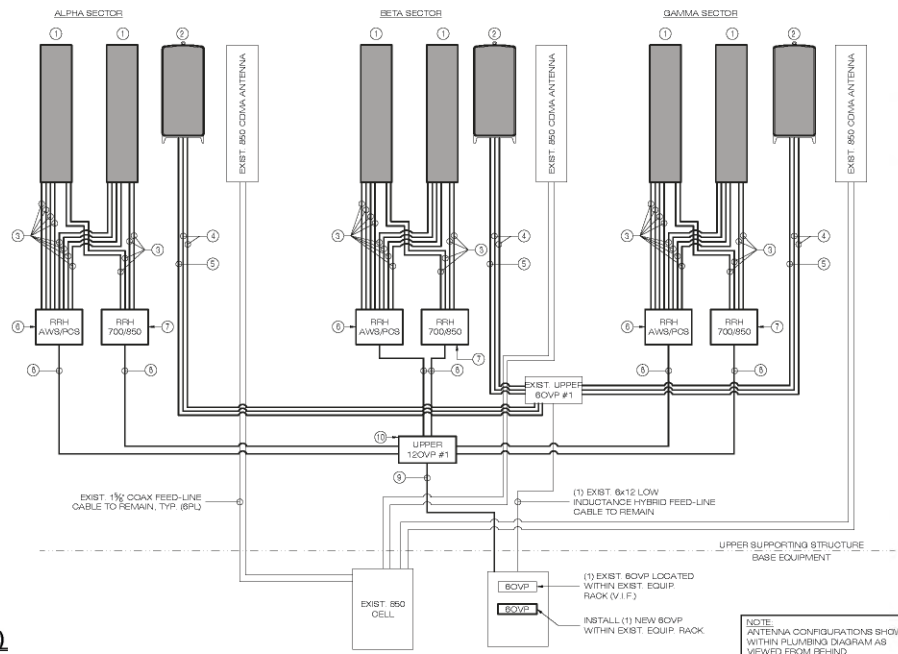 ALPHA SECTOR
BETA SECTOR
GAMMA SECTOR
1
1
2
1
1
2
1
1
2
EXIST. 850 CDMA ANTENNA
EXIST. 850 CDMA ANTENNA
EXIST. 850 CDMA ANTENNA
3
3
4
5
3
3
4
5
3
3
4
5
6
RRH
AWS/PCS
RRH
700/850
7
6
RRH
AWS/PCS
RRH
700/850
7
6
RRH
AWS/PCS
RRH
700/850
7
8
8
8
8
8
EXIST. UPPER
6OVP #1
10
UPPER
12OVP #1
9
EXIST. 1⅝" COAX FEED-LINE
CABLE TO REMAIN, TYP. (6PL)
(1) EXIST. 6x12 LOW
INDUCTANCE HYBRID FEED-LINE
CABLE TO REMAIN
UPPER SUPPORTING STRUCTURE
BASE EQUIPMENT
EXIST. 850
CELL
6OVP
6OVP
(1) EXIST. 6OVP LOCATED
WITHIN EXIST. EQUIP.
RACK (V.I.F.)
INSTALL (1) NEW 6OVP
WITHIN EXIST. EQUIP. RACK
NOTE:
ANTENNA CONFIGURATIONS SHOW
WITHIN PLUMBING DIAGRAM AS
VIEWED FROM BEHIND